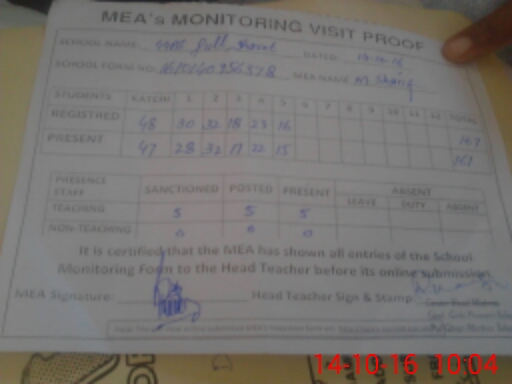 MEA's MONITORING VISIT PROOF
SCHOOL NAME: DATED: 14-10-16
SCHOOL FORM NO: MEA NAME M. Sharif
STUDENTS KATCHI 1 2 3 4 5 6 7 8 9 10 11 12 TOTAL
REGISTRED 48 30 32 18 23 16 167
PRESENT 47 28 32 17 22 15 161
PRESENCE STAFF SANCTIONED POSTED PRESENT ABSENT
LEAVE DUTY ABSENT
TEACHING 5 5 5
NON-TEACHING 0 0 0
It is certified that the MEA has shown all entries of the School
Monitoring Form to the Head Teacher before its online submission.
MEA Signature: Head Teacher Sign & Stamp
14-10-16 10:04